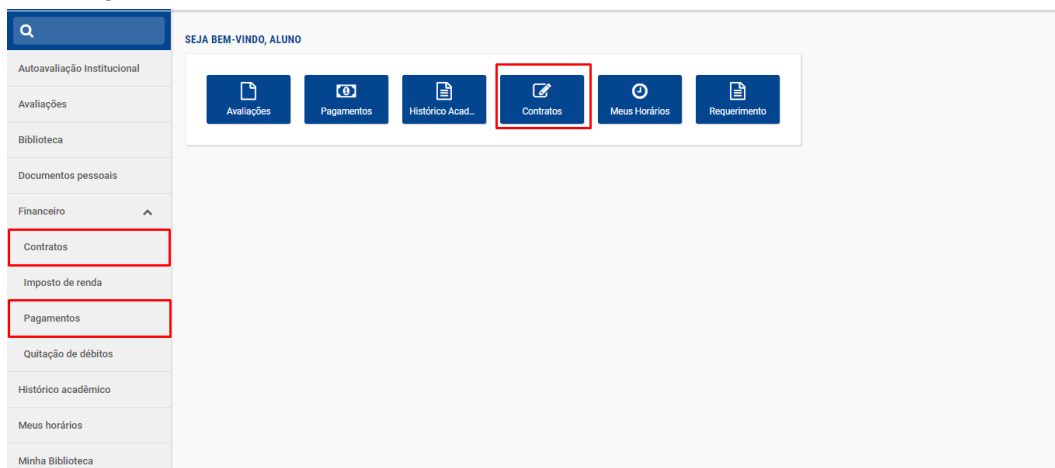 SEJA BEM-VINDO, ALUNO
Autoavaliação Institucional
Avaliações
Biblioteca
Documentos pessoais
Financeiro
Contratos
Imposto de renda
Pagamentos
Quitação de débitos
Histórico acadêmico
Meus horários
Minha Biblioteca
Avaliações
Pagamentos
Histórico Acad...
Contratos
Meus Horários
Requerimento